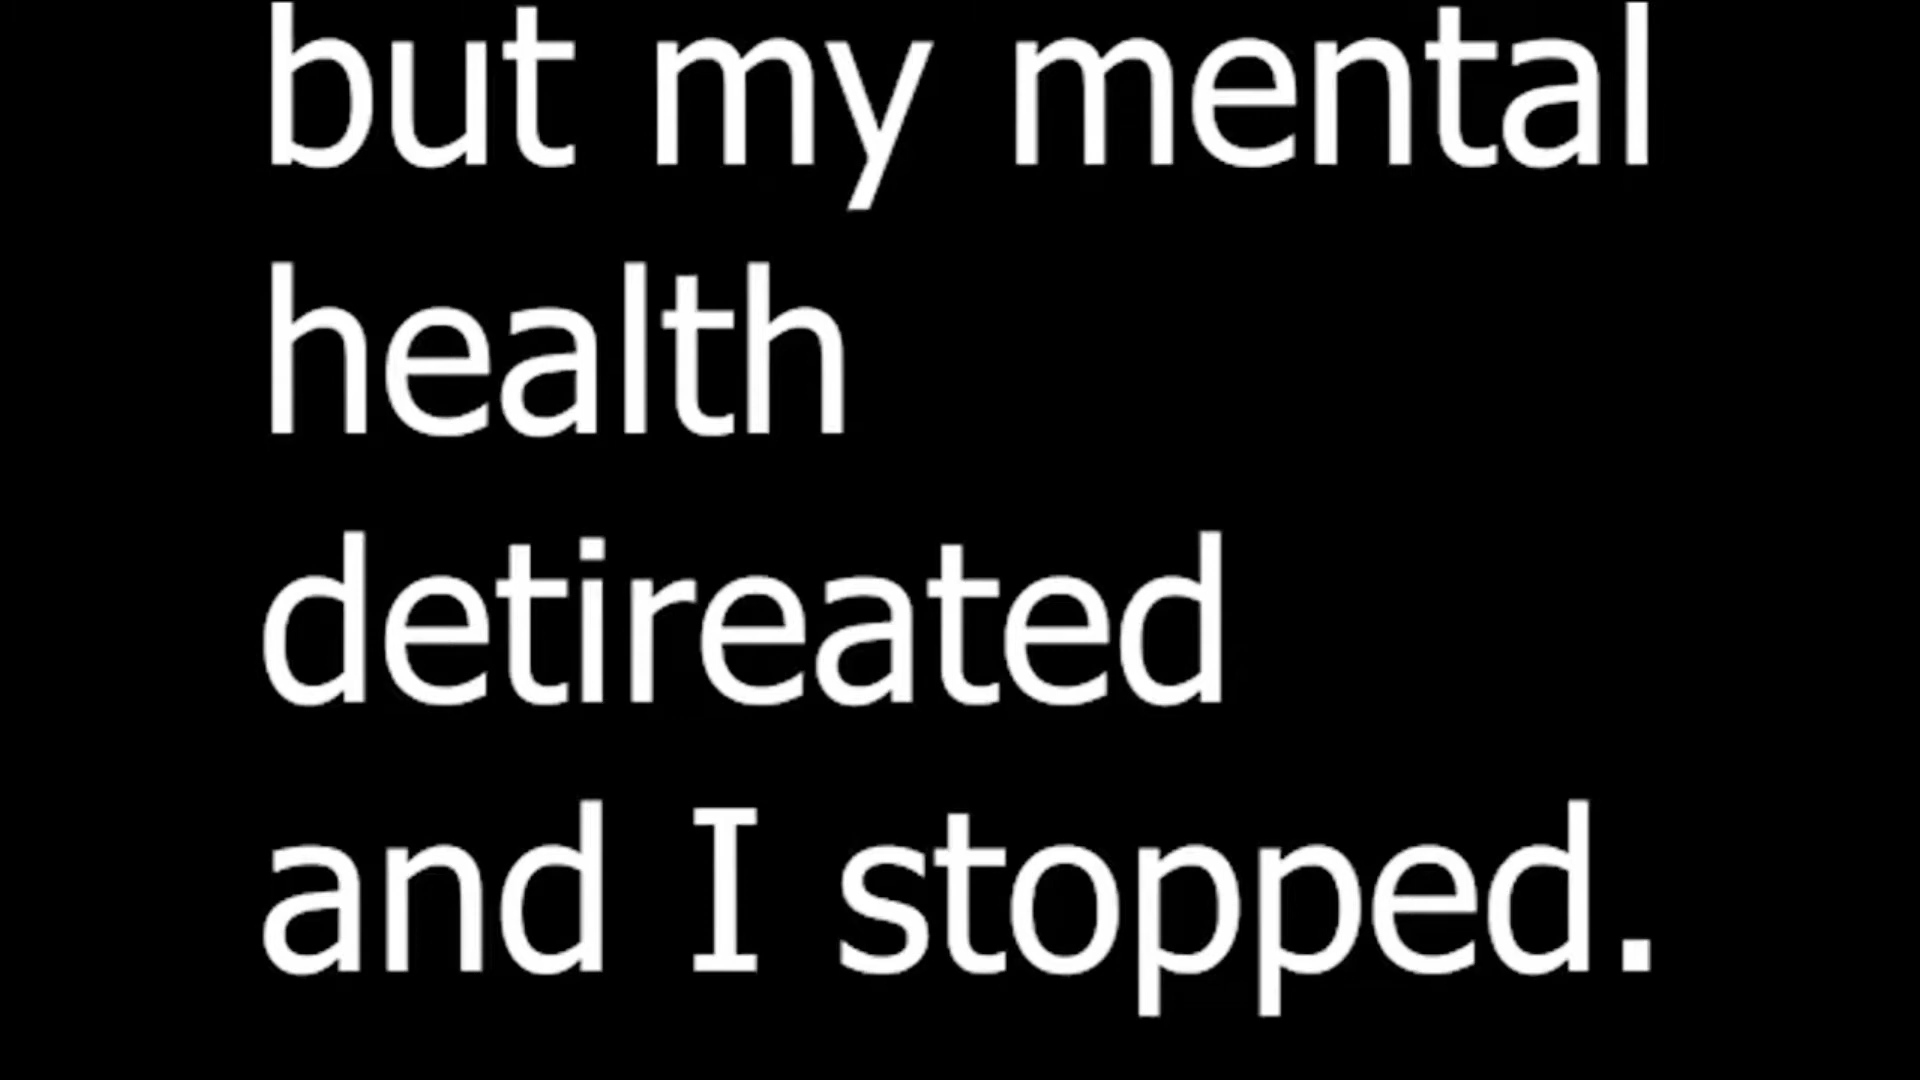 but my mental
health
detireated
and I stopped.